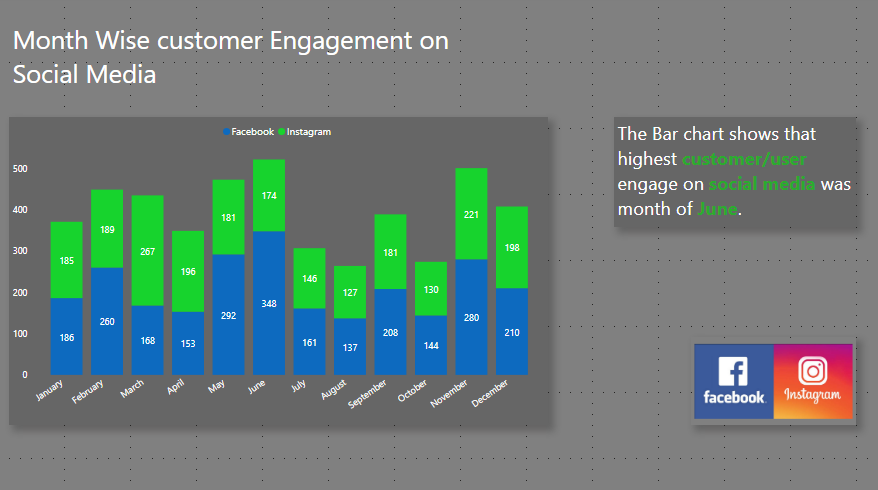 Month Wise customer Engagement on
Social Media
Facebook Instagram
500
400
300
200
100
0
185
189
267
196
181
174
146
127
181
130
221
198
186
260
168
153
292
348
161
137
208
144
280
210
January
February
March
April
May
June
July
August
September
October
November
December
The Bar chart shows that
highest customer/user
engage on social media was
month of June.
facebook.
Instagram